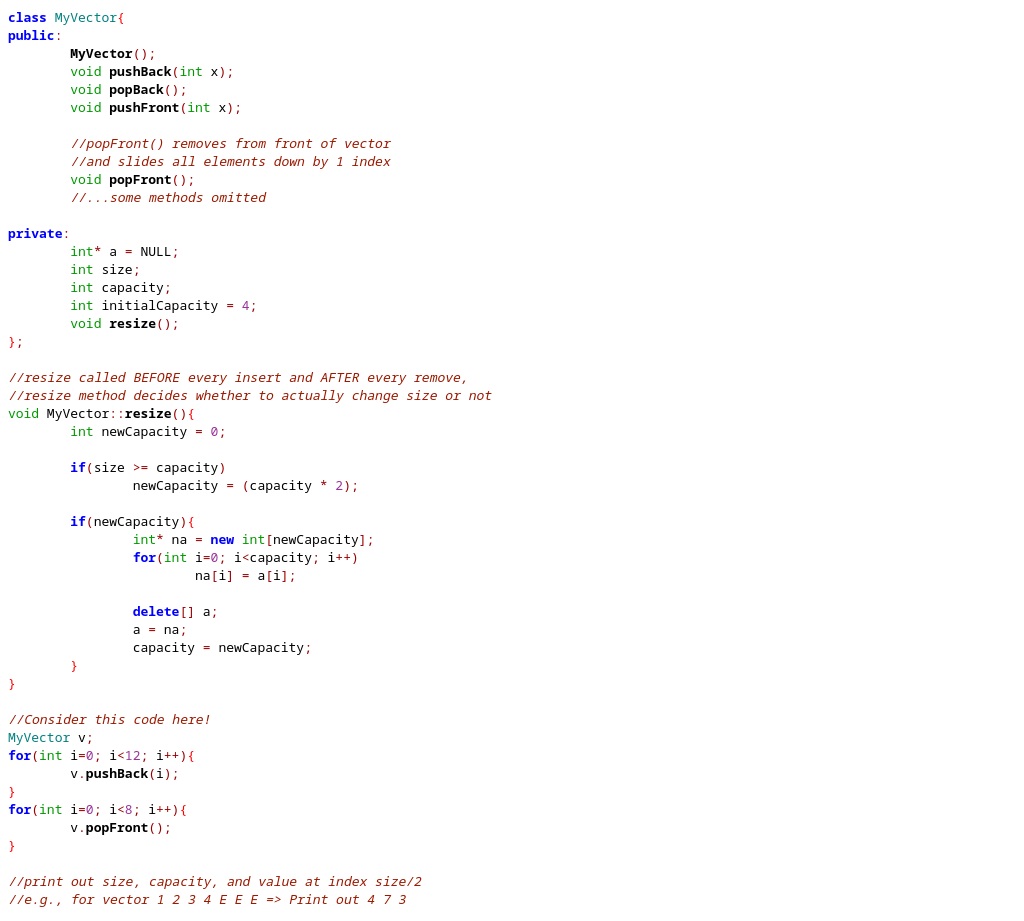 class MyVector{
public:
        MyVector();
        void pushBack(int x);
        void popBack();
        void pushFront(int x);

        //popFront() removes from front of vector
        //and slides all elements down by 1 index
        void popFront();
        //...some methods omitted

private:
        int* a = NULL;
        int size;
        int capacity;
        int initialCapacity = 4;
        void resize();
};

//resize called BEFORE every insert and AFTER every remove,
//resize method decides whether to actually change size or not
void MyVector::resize(){
        int newCapacity = 0;

        if(size >= capacity)
                newCapacity = (capacity * 2);

        if(newCapacity){
                int* na = new int[newCapacity];
                for(int i=0; i<capacity; i++)
                        na[i] = a[i];

                delete[] a;
                a = na;
                capacity = newCapacity;
        }
}

//Consider this code here!
MyVector v;
for(int i=0; i<12; i++){
        v.pushBack(i);
}
for(int i=0; i<8; i++){
        v.popFront();
}

//print out size, capacity, and value at index size/2
//e.g., for vector 1 2 3 4 E E E => Print out 4 7 3